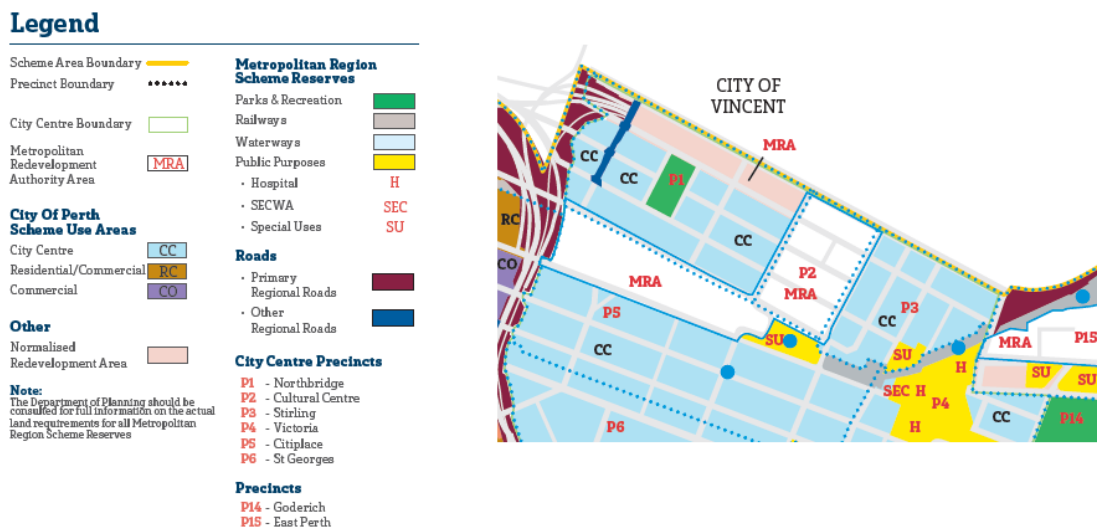 Legend
Scheme Area Boundary
Precinct Boundary
City Centre Boundary
Metropolitan
Redevelopment MRA
Authority Area
City Of Perth
Scheme Use Areas
City Centre CC
Residential/Commercial RC
Commercial CO
Other
Normalised
Redevelopment Area
Note:
The Department of Planning should be
consulted for full information on the actual
land requirements for all Metropolitan
Region Scheme Reserves
Metropolitan Region
Scheme Reserves
Parks & Recreation
Railways
Waterways
Public Purposes
· Hospital H
· SECWA SEC
· Special Uses SU
Roads
· Primary
Regional Roads
· Other
Regional Roads
City Centre Precincts
P1 - Northbridge
P2 - Cultural Centre
P3 - Stirling
P4 - Victoria
P5 - Citiplace
P6 - St Georges
Precincts
P14 - Goderich
P15 - East Perth
CITY OF
VINCENT
MRA
CC
CC
P1
RC
CC
CO
MRA
P2
MRA
P5
P3
CC
CC
SU
SU
MRA
P15
H
SU
SU
SEC H
P4
CC
P14
P6
H